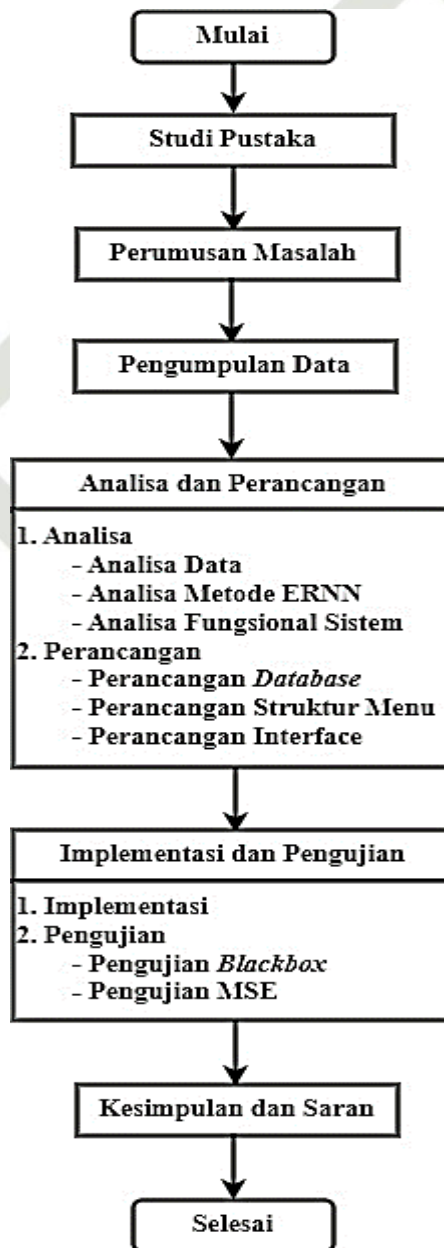 Mulai
Studi Pustaka
Perumusan Masalah
Pengumpulan Data
Analisa dan Perancangan
1. Analisa
- Analisa Data
- Analisa Metode ERNN
- Analisa Fungsional Sistem
2. Perancangan
- Perancangan Database
- Perancangan Struktur Menu
- Perancangan Interface
Implementasi dan Pengujian
1. Implementasi
2. Pengujian
- Pengujian Blackbox
- Pengujian MSE
Kesimpulan dan Saran
Selesai